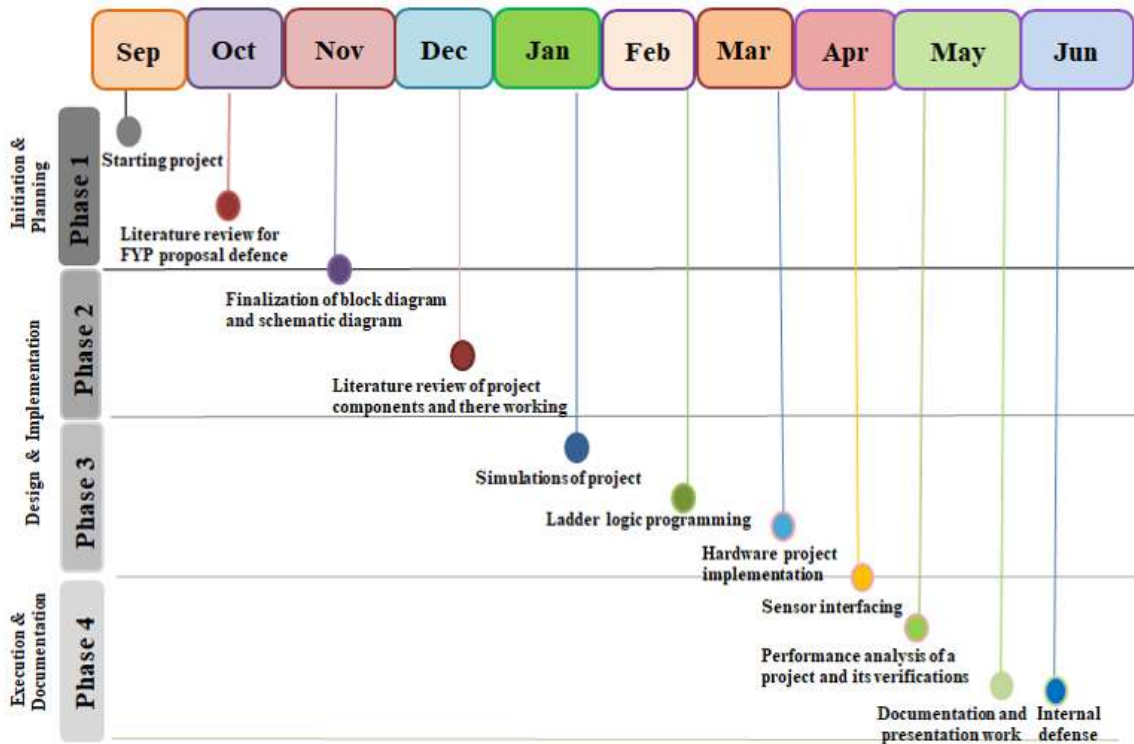 Sep
Oct
Nov
Dec
Jan
Feb
Mar
Apr
May
Jun
Initiation &
Planning
Phase 1
Starting project
Literature review for
FYP proposal defence
Design & Implementation
Phase 2
Finalization of block diagram
and schematic diagram
Literature review of project
components and there working
Phase 3
Simulations of project
Ladder logic programming
Hardware project
implementation
Execution &
Documentation
Phase 4
Sensor interfacing
Performance analysis of a
project and its verifications
Documentation and
presentation work
Internal
defense